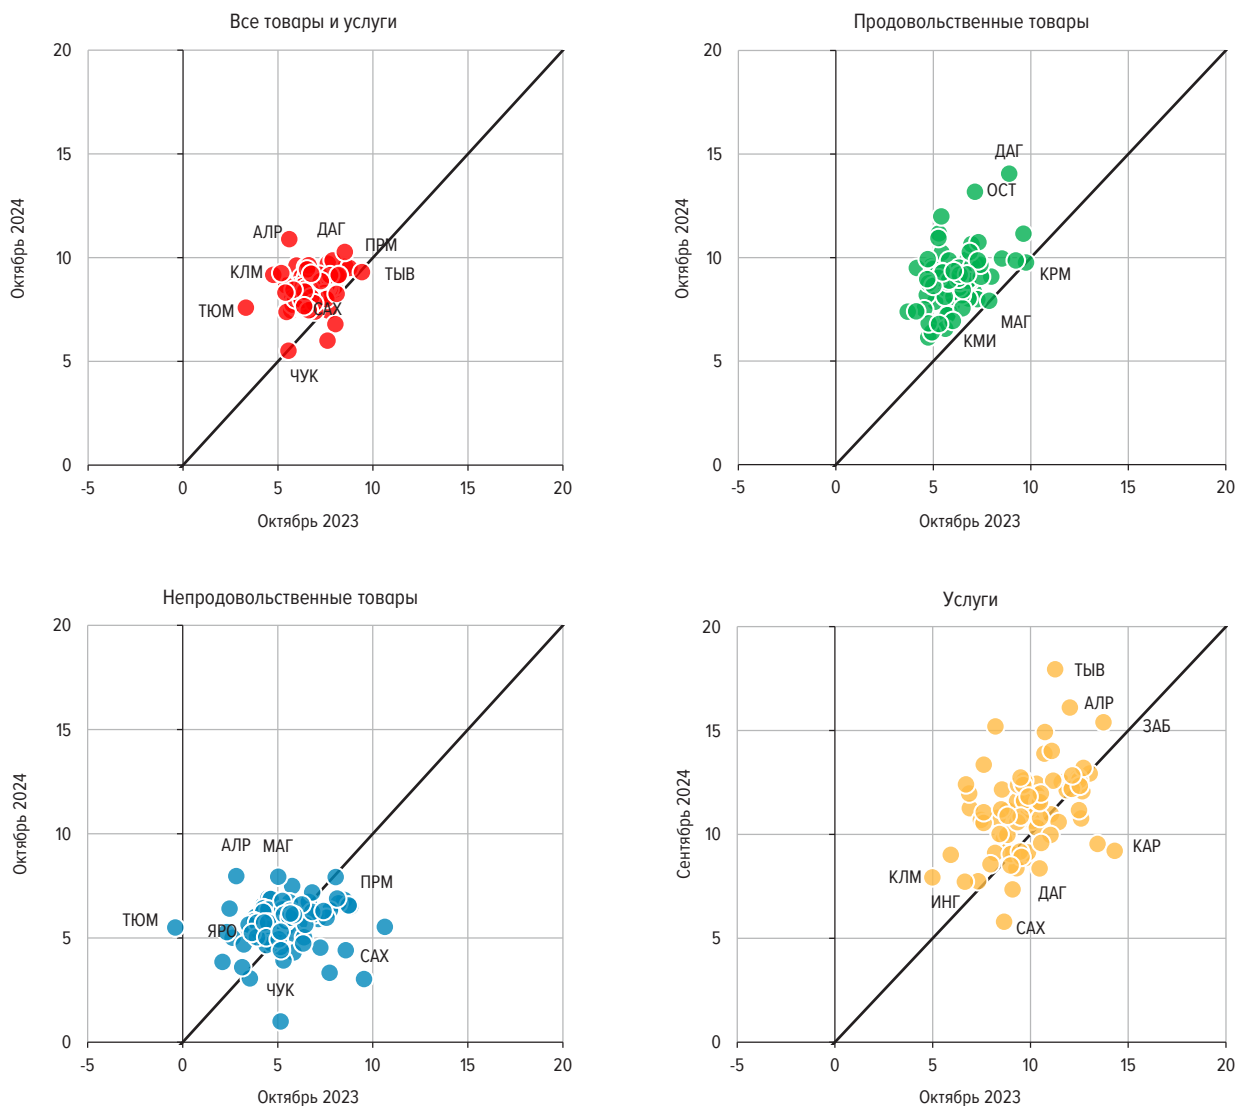 Все товары и услуги
20
15
10
5
0
-5
0
5
10
15
20
Октябрь 2024
Октябрь 2023
АЛР
ДАГ
ПРМ
КЛМ
ТЫВ
ТЮМ
САХ
ЧУК
Продовольственные товары
20
15
10
5
0
-5
0
5
10
15
20
Октябрь 2024
Октябрь 2023
ДАГ
ОСТ
КРМ
МАГ
КМИ
Непродовольственные товары
20
15
10
5
0
-5
0
5
10
15
20
Октябрь 2024
Октябрь 2023
АЛР
МАГ
ПРМ
ТЮМ
ЯРО
САХ
ЧУК
Услуги
20
15
10
5
0
-5
0
5
10
15
20
Сентябрь 2024
Октябрь 2023
ТЫВ
АЛР
ЗАБ
КАР
КЛМ
ИНГ
ДАГ
САХ